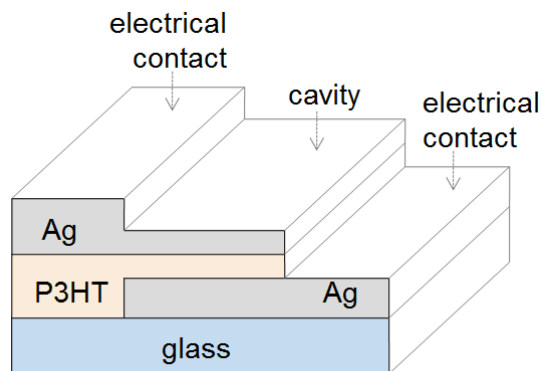 electrical
contact
cavity
electrical
contact
Ag
P3HT
Ag
glass